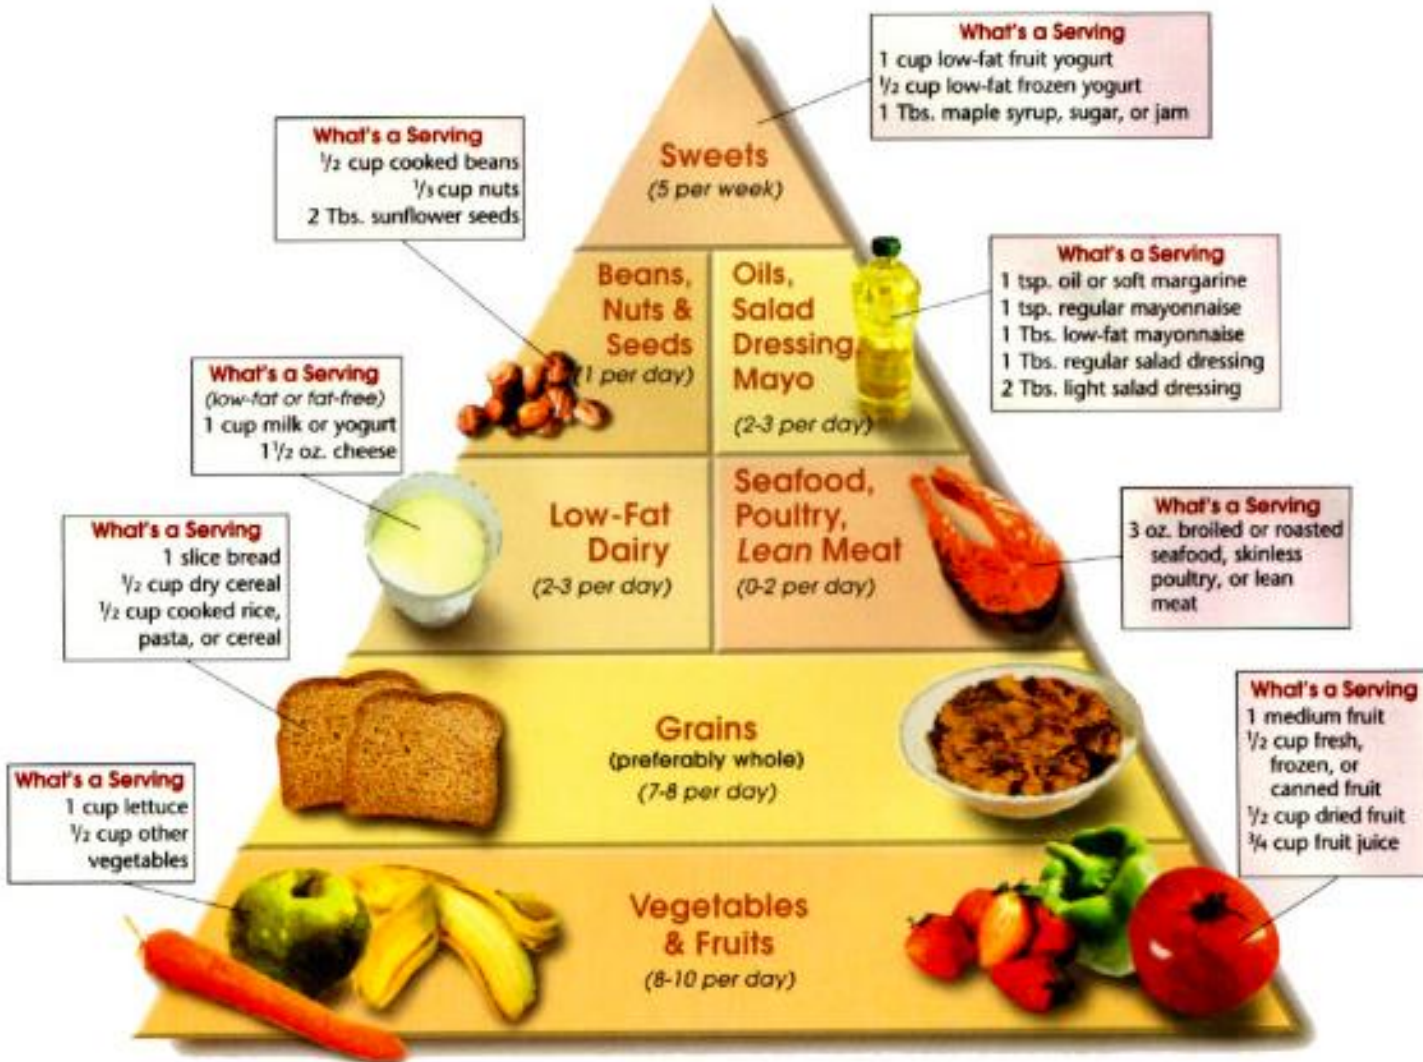 What's a Serving
1 cup low-fat fruit yogurt
½ cup low-fat frozen yogurt
1 Tbs. maple syrup, sugar, or jam
Sweets
(5 per week)
What's a Serving
½ cup cooked beans
⅓ cup nuts
2 Tbs. sunflower seeds
Beans,
Nuts &
Seeds
(1 per day)
Oils,
Salad
Dressing,
Mayo
(2-3 per day)
What's a Serving
1 tsp. oil or soft margarine
1 tsp. regular mayonnaise
1 Tbs. low-fat mayonnaise
1 Tbs. regular salad dressing
2 Tbs. light salad dressing
What's a Serving
(low-fat or fat-free)
1 cup milk or yogurt
1½ oz. cheese
Low-Fat
Dairy
(2-3 per day)
Seafood,
Poultry,
Lean Meat
(0-2 per day)
What's a Serving
3 oz. broiled or roasted
seafood, skinless
poultry, or lean
meat
What's a Serving
1 slice bread
½ cup dry cereal
½ cup cooked rice,
pasta, or cereal
Grains
(preferably whole)
(7-8 per day)
What's a Serving
1 medium fruit
½ cup fresh,
frozen, or
canned fruit
½ cup dried fruit
¾ cup fruit juice
What's a Serving
1 cup lettuce
½ cup other
vegetables
Vegetables
& Fruits
(8-10 per day)